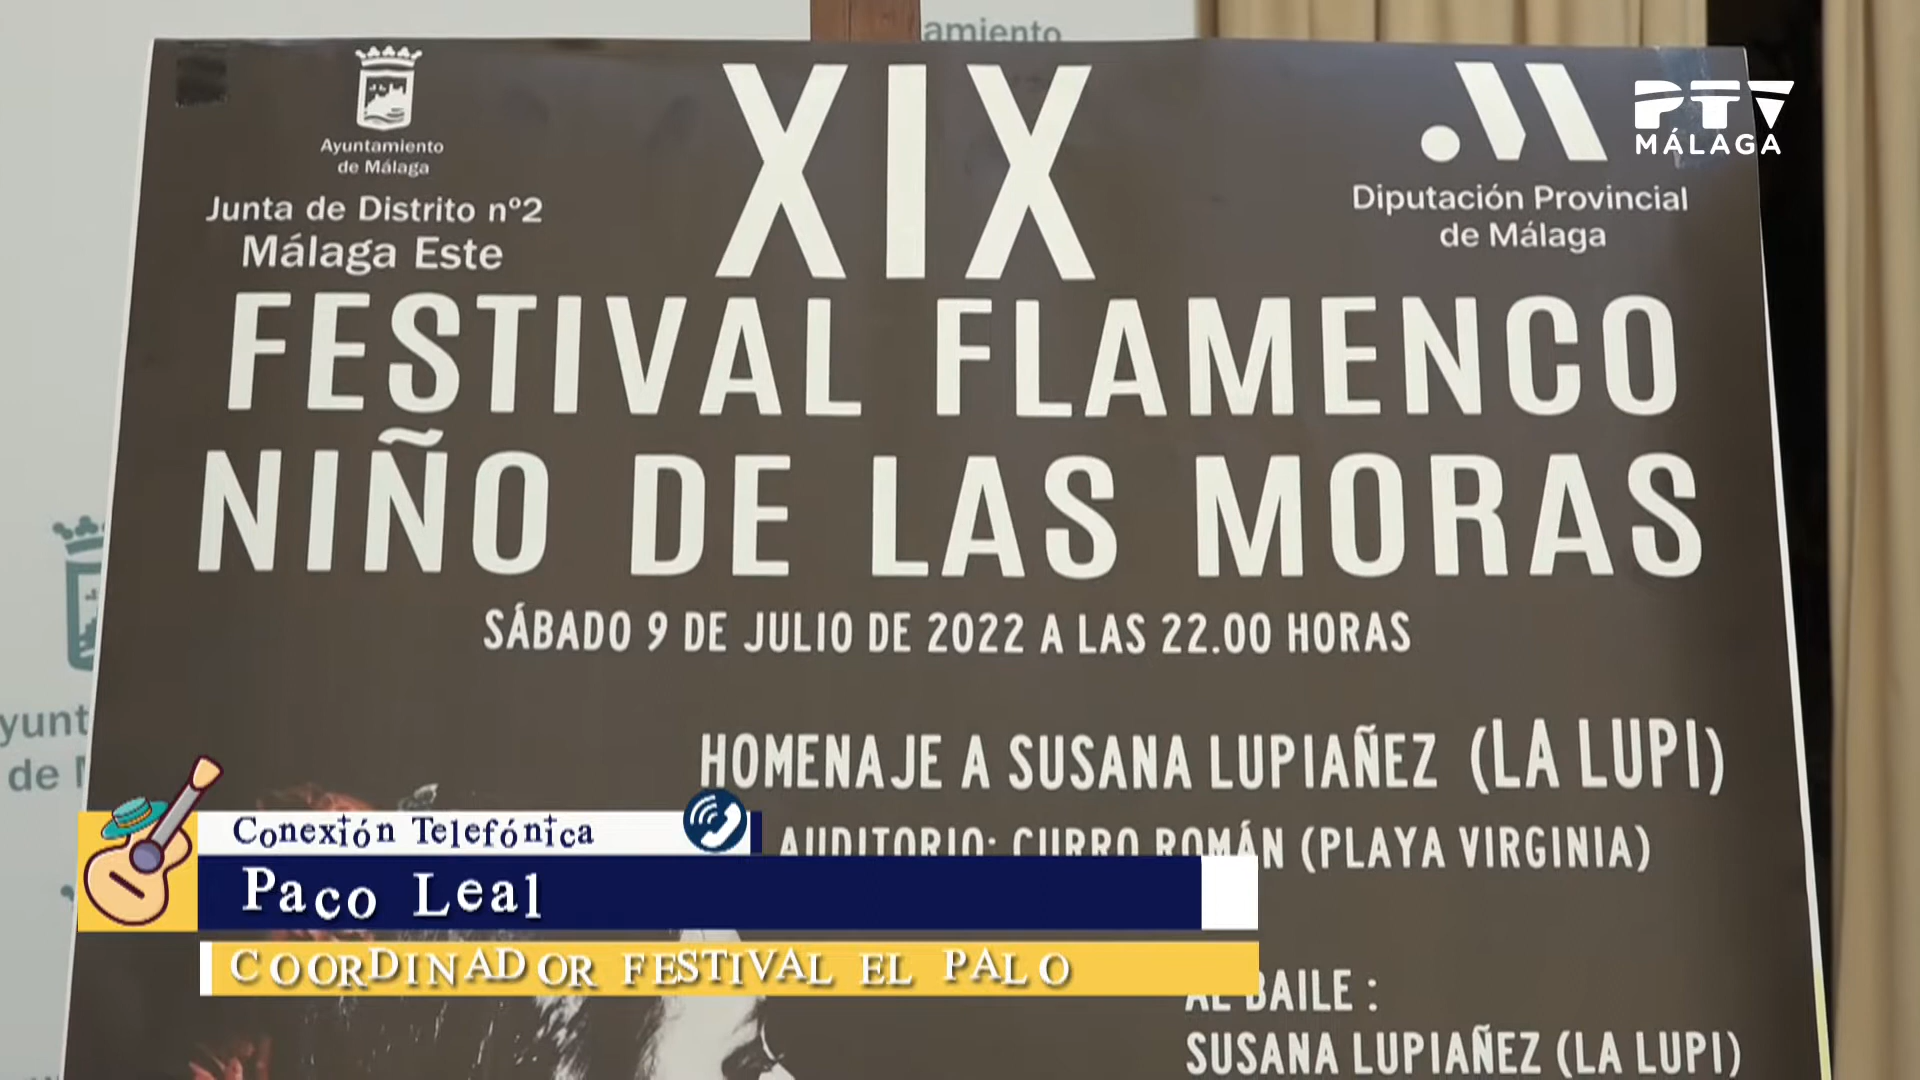 amiento
Ayuntamiento
de Málaga
Junta de Distrito nº2
Málaga Este
XIX
Diputación Provincial
de Málaga
PTV
MÁLAGA
FESTIVAL FLAMENCO
NIÑO DE LAS MORAS
SÁBADO 9 DE JULIO DE 2022 A LAS 22.00 HORAS
yunt
de M
HOMENAJE A SUSANA LUPIAÑEZ (LA LUPI)
AUDITORIO: CURRO ROMÁN (PLAYA VIRGINIA)
Conexión Telefónica
Paco Leal
COORDINADOR FESTIVAL EL PALO
AL BAILE :
SUSANA LUPIAÑEZ (LA LUPI)